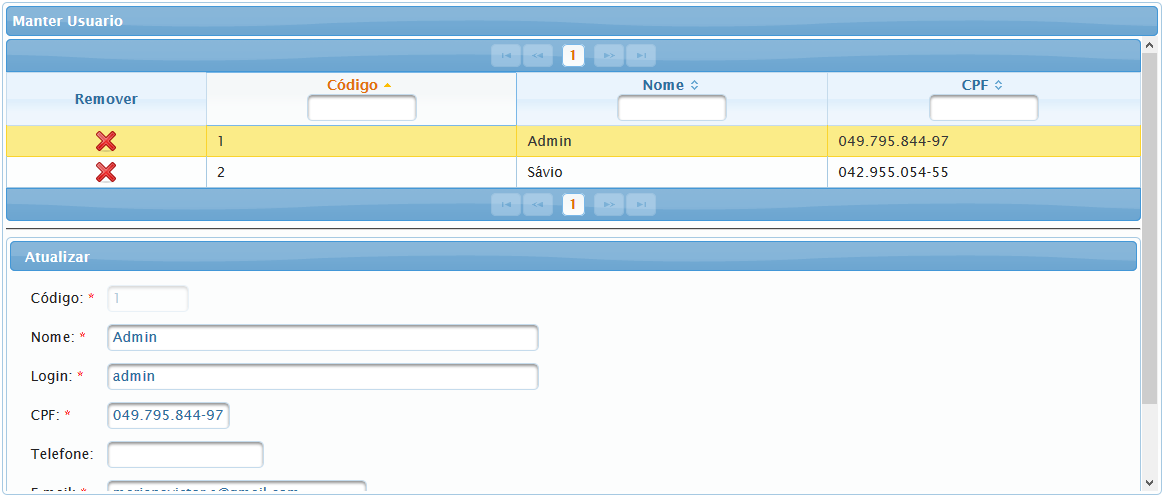 Manter Usuario
1
Remover Código Nome CPF
1 Admin 049.795.844-97
2 Sávio 042.955.054-55
1
Atualizar
Código: * 1
Nome: * Admin
Login: * admin
CPF: * 049.795.844-97
Telefone:
E-mail: *